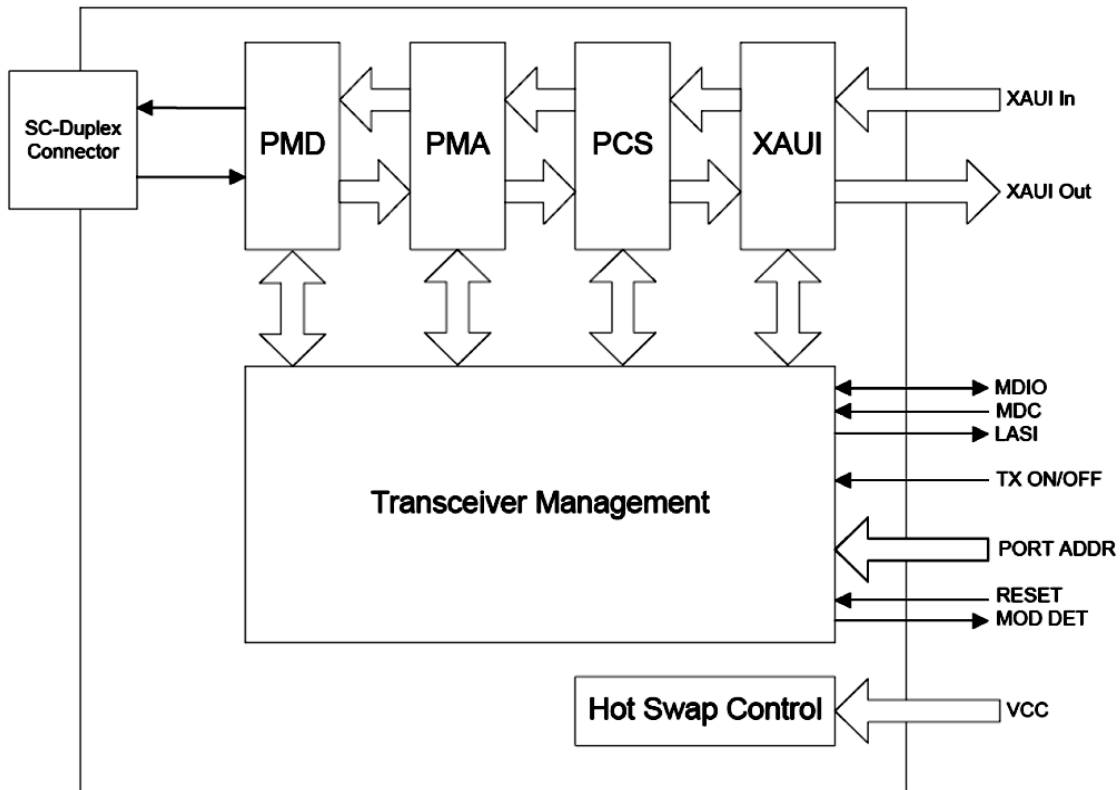 SC-Duplex
Connector
PMD
PMA
PCS
XAUI
XAUI In
XAUI Out
Transceiver Management
MDIO
MDC
LASI
TX ON/OFF
PORT ADDR
RESET
MOD DET
Hot Swap Control
VCC